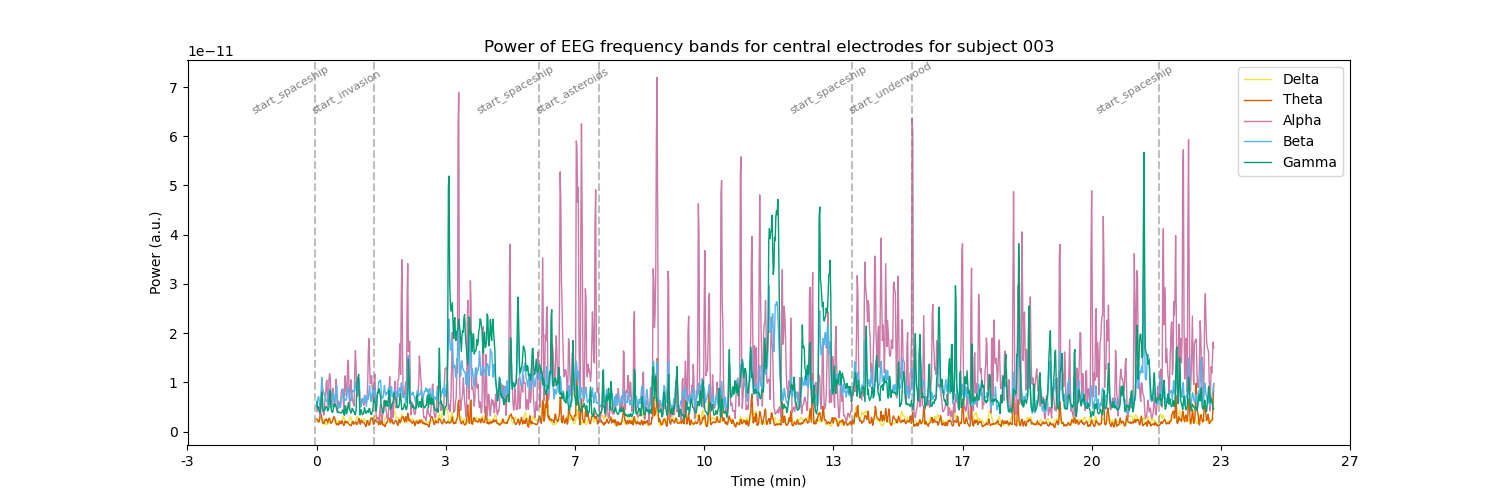 Power of EEG frequency bands for central electrodes for subject 003
1e−11
start_spaceship
start_invasion
start_spaceship
start_asteroids
start_spaceship
start_underwood
start_spaceship
Delta
Theta
Alpha
Beta
Gamma
7
6
5
4
3
2
1
0
Power (a.u.)
-3 0 3 7 10 13 17 20 23 27
Time (min)